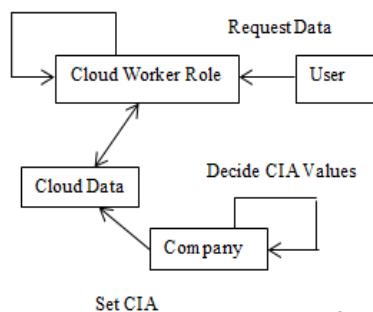 Request Data
Cloud Worker Role
User
Cloud Data
Decide CIA Values
Company
Set CIA